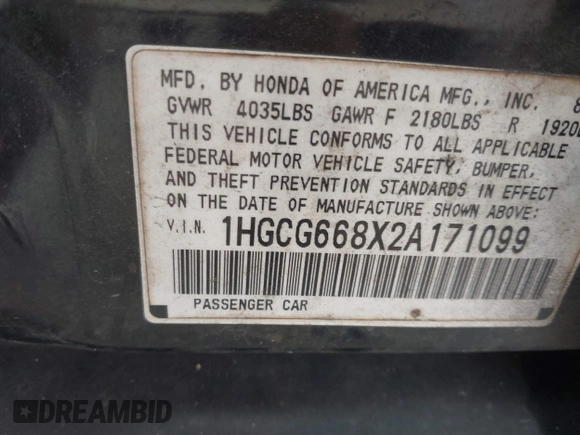 MFD. BY HONDA OF AMERICA MFG., INC. 8
GVWR 4035LBS GAWR F 2180LBS R 1920L
THIS VEHICLE CONFORMS TO ALL APPLICABLE
FEDERAL MOTOR VEHICLE SAFETY, BUMPER,
AND THEFT PREVENTION STANDARDS IN EFFECT
ON THE DATE OF MANUFACTURE SHOWN ABOVE:
V.I.N. 1HGCG668X2A171099
PASSENGER CAR
DREAMBID